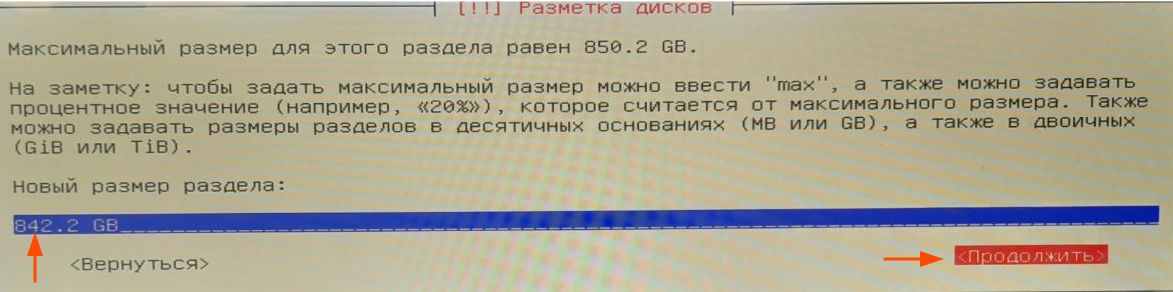 [!!] Разметка дисков
Максимальный размер для этого раздела равен 850.2 GB.
На заметку: чтобы задать максимальный размер можно ввести "max", а также можно задавать
процентное значение (например, «20%»), которое считается от максимального размера. Также
можно задавать размеры разделов в десятичных основаниях (MB или GB), а также в двоичных
(GiB или TiB).
Новый размер раздела:
842.2 GB
<Вернуться>
<Продолжить>